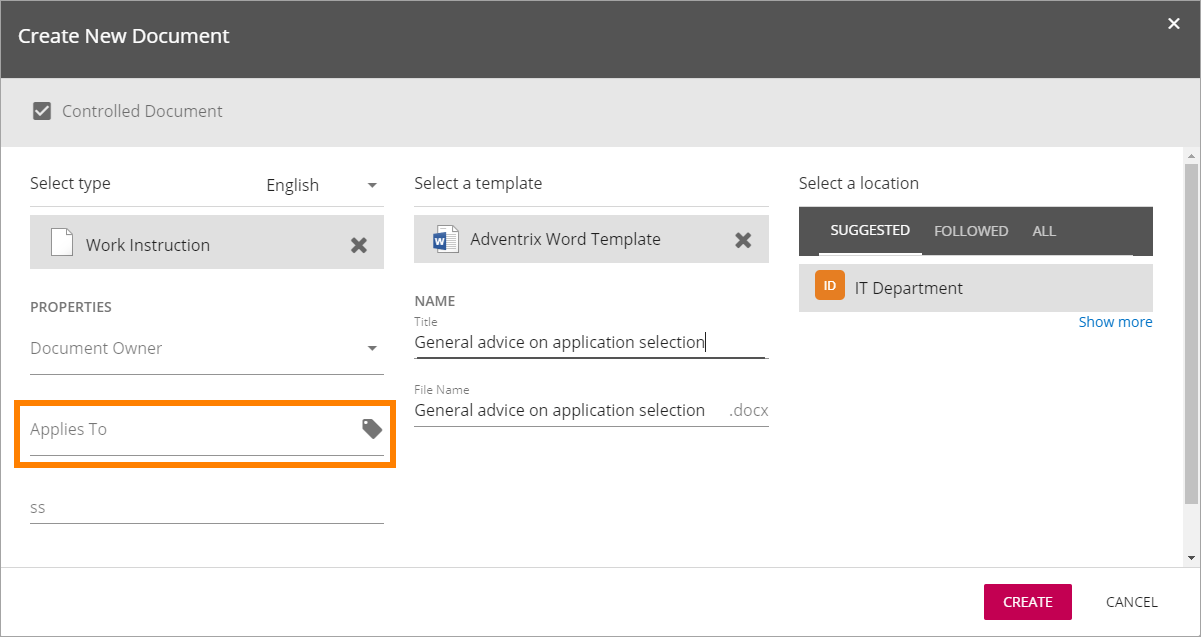 Create New Document
Controlled Document
Select type
English
Work Instruction
PROPERTIES
Document Owner
Applies To
ss
Select a template
W
Adventrix Word Template
NAME
Title
General advice on application selection
File Name
General advice on application selection .docx
Select a location
SUGGESTED FOLLOWED ALL
ID IT Department
Show more
CREATE CANCEL